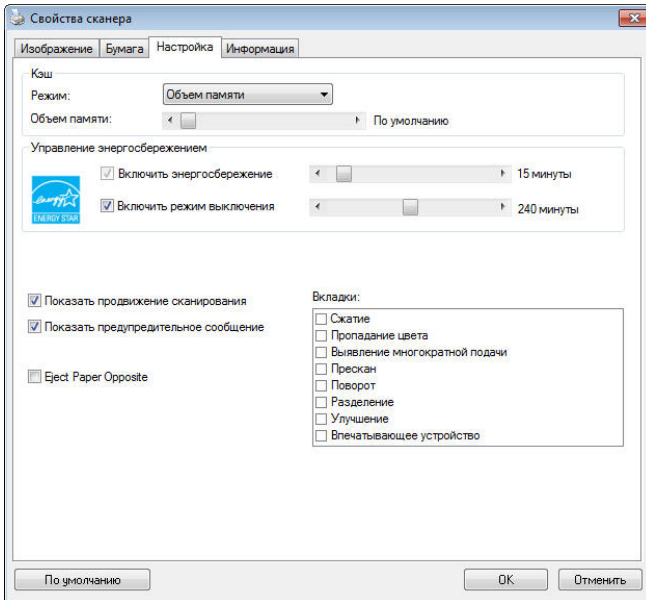 Свойства сканера
Изображение Бумага Настройка Информация
Кэш
Режим: Объем памяти
Объем памяти: По умолчанию
Управление энергосбережением
Включить энергосбережение 15 минуты
energy
ENERGY STAR
Включить режим выключения 240 минуты
Показать продвижение сканирования
Показать предупредительное сообщение
Eject Paper Opposite
Вкладки:
Сжатие
Пропадание цвета
Выявление многократной подачи
Прескан
Поворот
Разделение
Улучшение
Впечатывающее устройство
По умолчанию OK Отменить